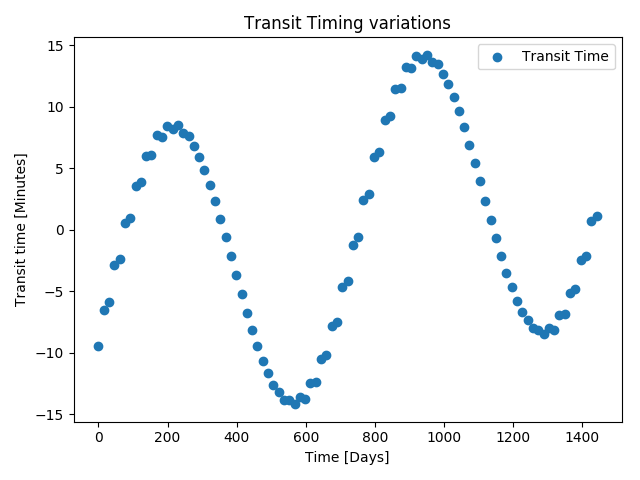 Transit Timing variations
Transit Time
15
10
5
0
−5
−10
−15
Transit time [Minutes]
0 200 400 600 800 1000 1200 1400
Time [Days]